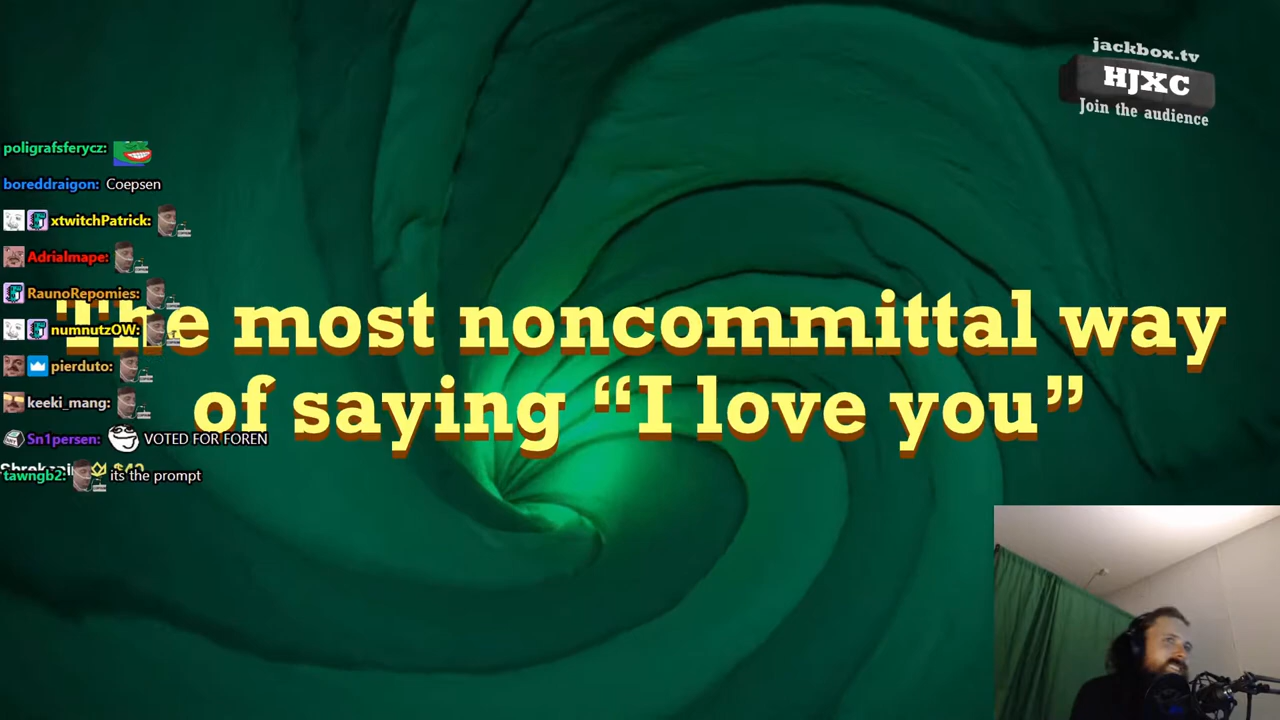 jackbox.tv
HJXC
Join the audience
poligrafsferycz:
boreddraigon: Coepsen
xtwitchPatrick:
Adrialmape:
RaunoRepomies:
numnutzOW:
pierduto:
keeki_mang:
Sn1persen: VOTED FOR FOREN
tawngb2: its the prompt
The most noncommittal way
of saying “I love you”